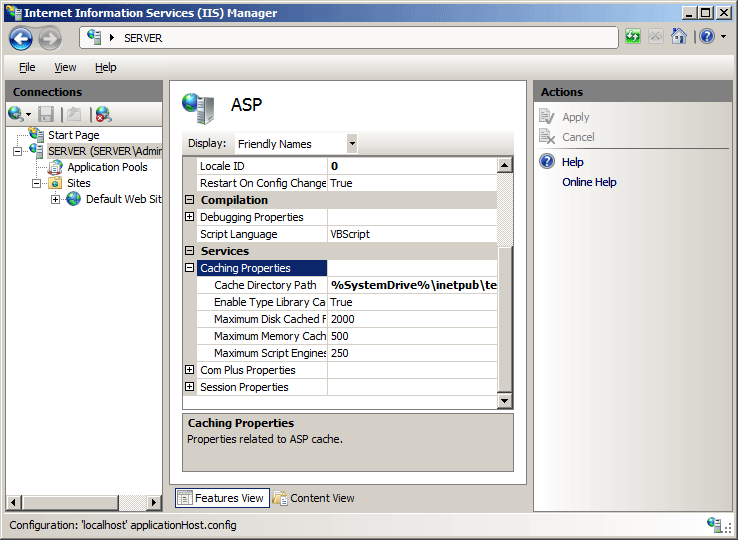 Internet Information Services (IIS) Manager
SERVER
File View Help
Connections
Start Page
SERVER (SERVER\Admir
Application Pools
Sites
Default Web Sit
ASP
Display: Friendly Names
Locale ID 0
Restart On Config Change True
Compilation
Debugging Properties
Script Language VBScript
Services
Caching Properties
Cache Directory Path %SystemDrive%\inetpub\te
Enable Type Library Ca True
Maximum Disk Cached F 2000
Maximum Memory Cach 500
Maximum Script Engines 250
Com Plus Properties
Session Properties
Caching Properties
Properties related to ASP cache.
Features View Content View
Actions
Apply
Cancel
Help
Online Help
Configuration: 'localhost' applicationHost.config